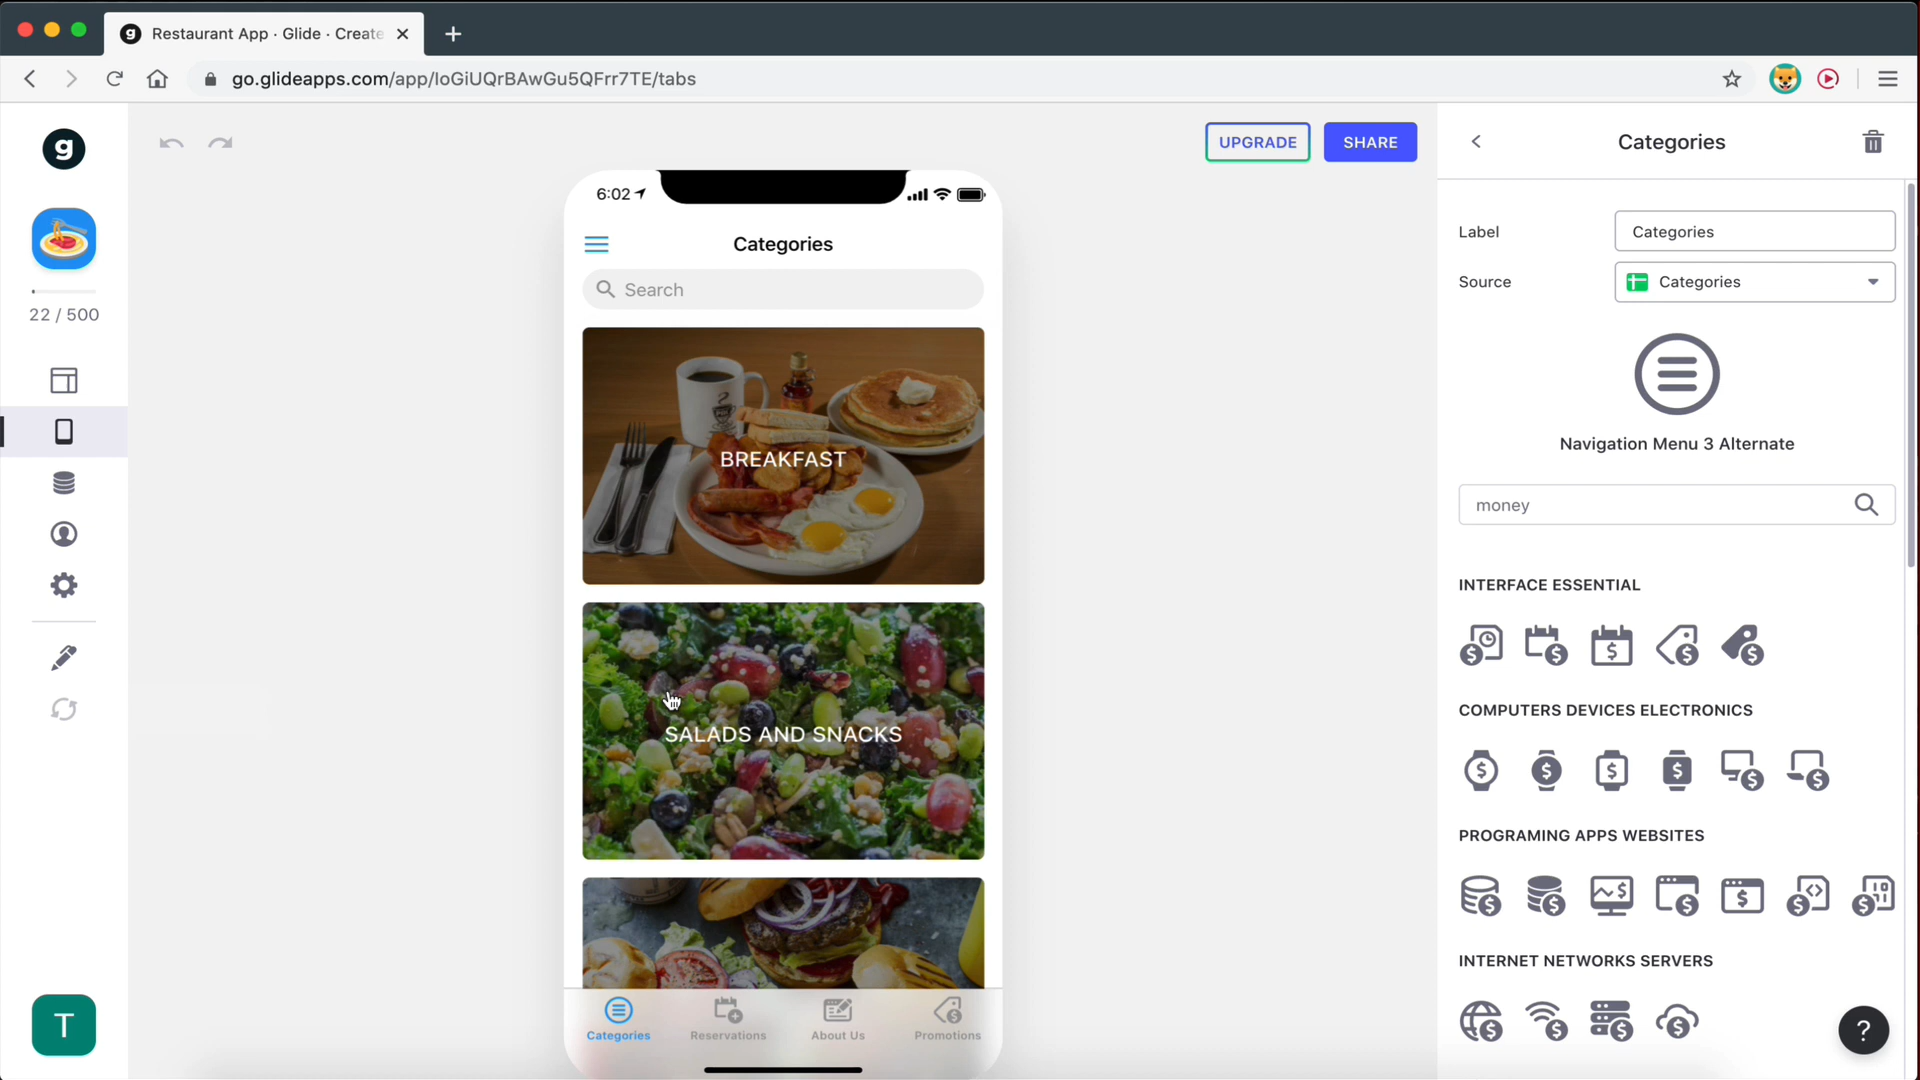 Restaurant App · Glide · Create
go.glideapps.com/app/IoGiUQrBAwGu5QFrr7TE/tabs
g
22 / 500
T
UPGRADE
SHARE
6:02
Categories
Search
BREAKFAST
SALADS AND SNACKS
Categories
Reservations
About Us
Promotions
Categories
Label
Categories
Source
Categories
Navigation Menu 3 Alternate
money
INTERFACE ESSENTIAL
COMPUTERS DEVICES ELECTRONICS
PROGRAMING APPS WEBSITES
INTERNET NETWORKS SERVERS
?